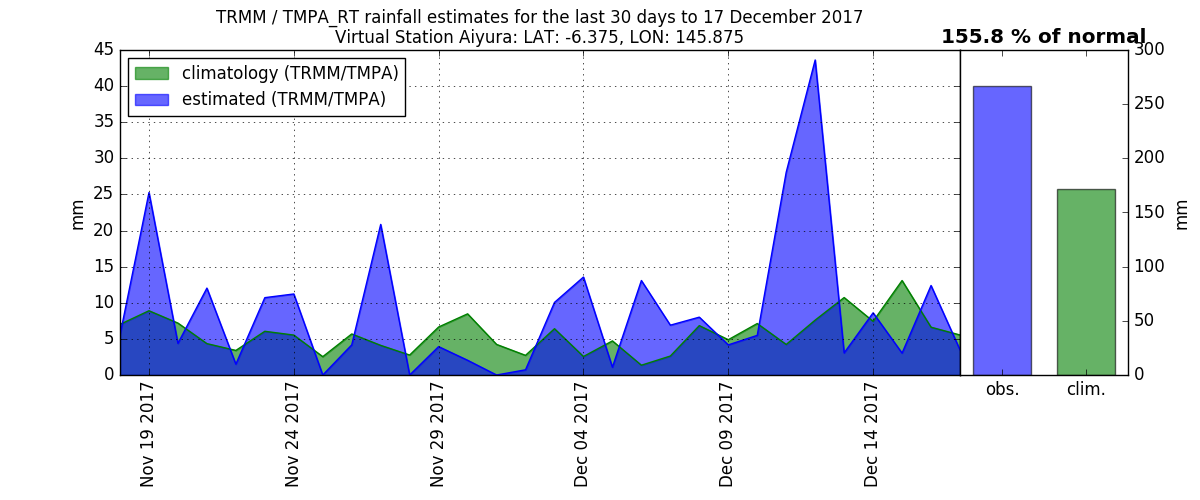 TRMM / TMPA_RT rainfall estimates for the last 30 days to 17 December 2017
Virtual Station Aiyura: LAT: -6.375, LON: 145.875
155.8 % of normal
climatology (TRMM/TMPA)
estimated (TRMM/TMPA)
mm
45
40
35
30
25
20
15
10
5
0
Nov 19 2017
Nov 24 2017
Nov 29 2017
Dec 04 2017
Dec 09 2017
Dec 14 2017
300
250
200
150
100
50
0
mm
obs.
clim.